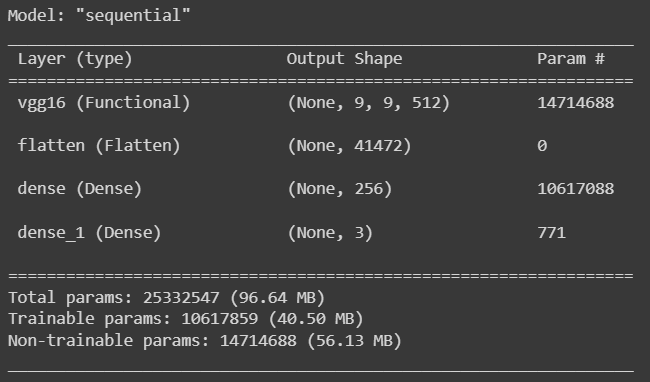 Model: "sequential"
_________________________________________________________________
Layer (type) Output Shape Param #
=================================================================
vgg16 (Functional) (None, 9, 9, 512) 14714688
flatten (Flatten) (None, 41472) 0
dense (Dense) (None, 256) 10617088
dense_1 (Dense) (None, 3) 771
=================================================================
Total params: 25332547 (96.64 MB)
Trainable params: 10617859 (40.50 MB)
Non-trainable params: 14714688 (56.13 MB)
_________________________________________________________________